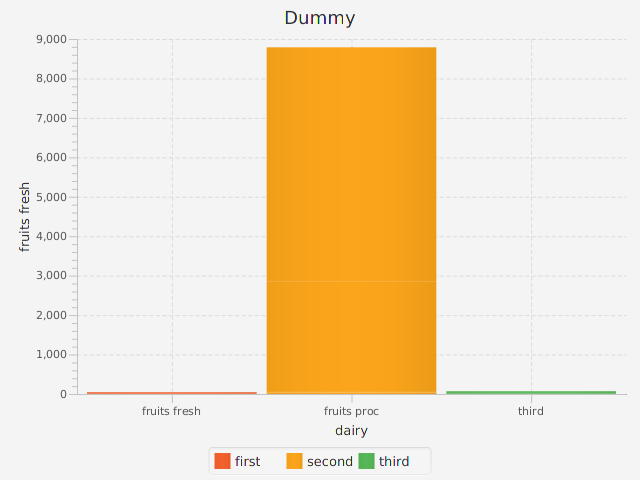 Dummy
9,000
8,000
7,000
6,000
5,000
4,000
3,000
2,000
1,000
0
fruits fresh
fruits fresh
fruits proc
third
dairy
first
second
third